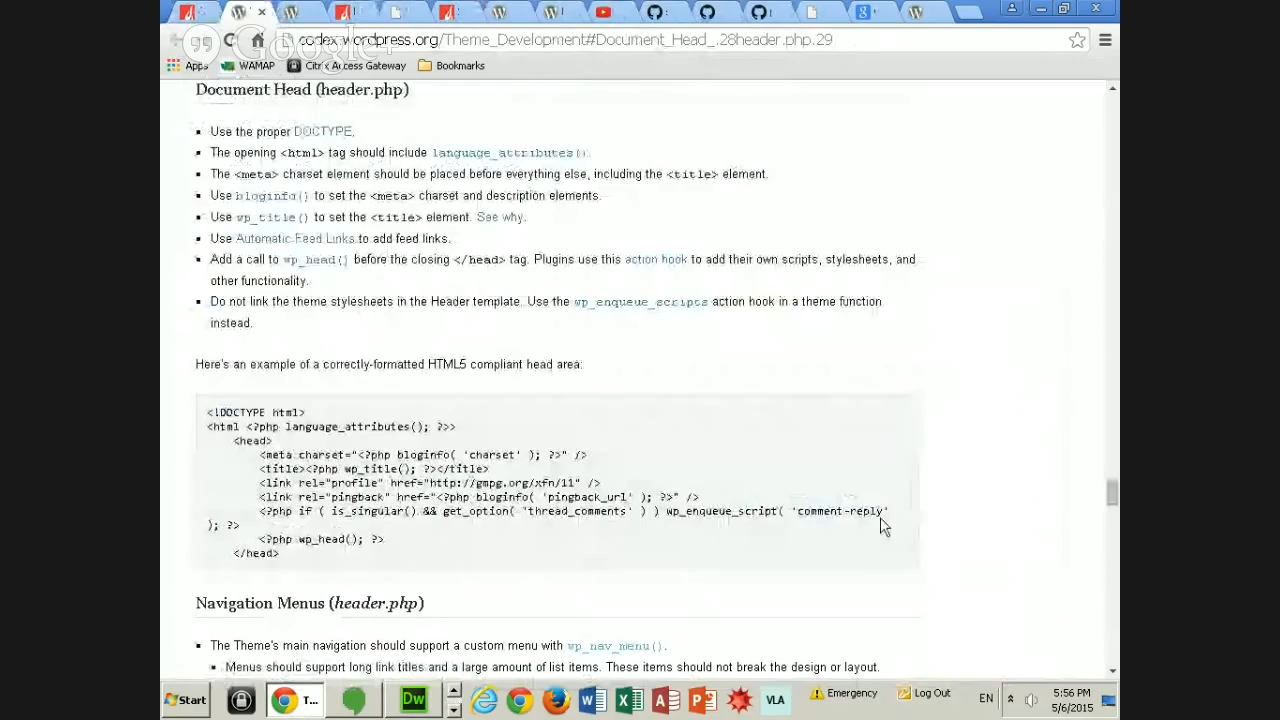 codex.wordpress.org/Theme_Development#Document_Head_.28header.php.29
Google+
Apps
WAMAP
Citrix Access Gateway
Bookmarks
Document Head (header.php)
Use the proper DOCTYPE.
The opening <html> tag should include language_attributes().
The <meta> charset element should be placed before everything else, including the <title> element.
Use bloginfo() to set the <meta> charset and description elements.
Use wp_title() to set the <title> element. See why.
Use Automatic Feed Links to add feed links.
Add a call to wp_head() before the closing </head> tag. Plugins use this action hook to add their own scripts, stylesheets, and
other functionality.
Do not link the theme stylesheets in the Header template. Use the wp_enqueue_scripts action hook in a theme function
instead.
Here's an example of a correctly-formatted HTML5 compliant head area:
<!DOCTYPE html>
<html <?php language_attributes(); ?>>
<head>
<meta charset="<?php bloginfo( 'charset' ); ?>" />
<title><?php wp_title(); ?></title>
<link rel="profile" href="http://gmpg.org/xfn/11" />
<link rel="pingback" href="<?php bloginfo( 'pingback_url' ); ?>" />
<?php if ( is_singular() && get_option( 'thread_comments' ) ) wp_enqueue_script( 'comment-reply'
); ?>
<?php wp_head(); ?>
</head>
Navigation Menus (header.php)
The Theme's main navigation should support a custom menu with wp_nav_menu().
Menus should support long link titles and a large amount of list items. These items should not break the design or layout.
Start
T...
Dw
VLA
Emergency
Log Out
EN
5:56 PM
5/6/2015